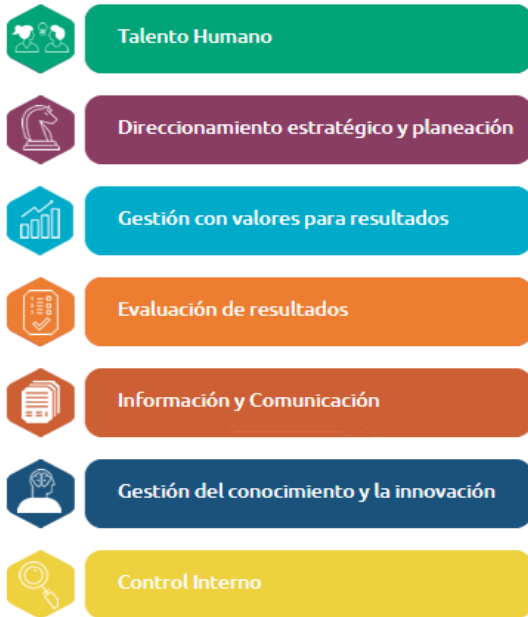 Talento Humano
Direccionamiento estratégico y planeación
Gestión con valores para resultados
Evaluación de resultados
Información y Comunicación
Gestión del conocimiento y la innovación
Control Interno